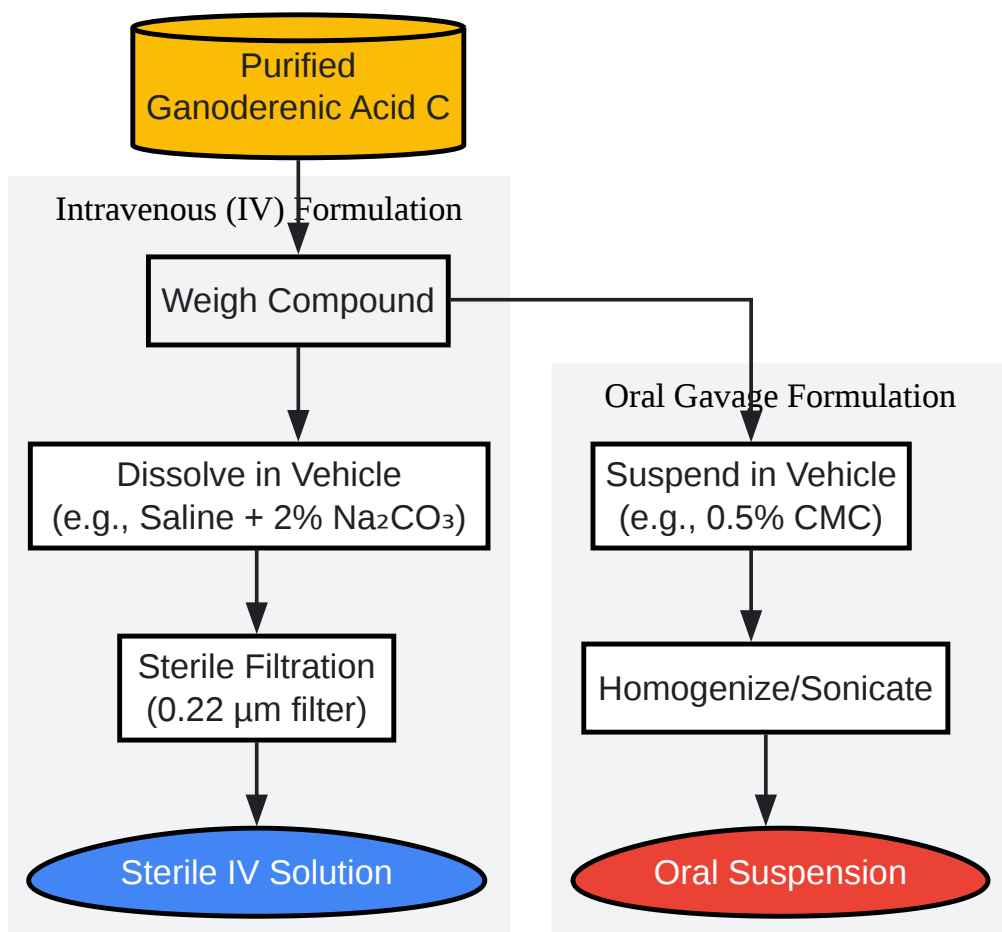 Purified
Ganoderenic Acid C
Intravenous (IV) Formulation
Weigh Compound
Oral Gavage Formulation
Dissolve in Vehicle
(e.g., Saline + 2% Na₂CO₃)
Suspend in Vehicle
(e.g., 0.5% CMC)
Sterile Filtration
(0.22 µm filter)
Homogenize/Sonicate
Sterile IV Solution
Oral Suspension